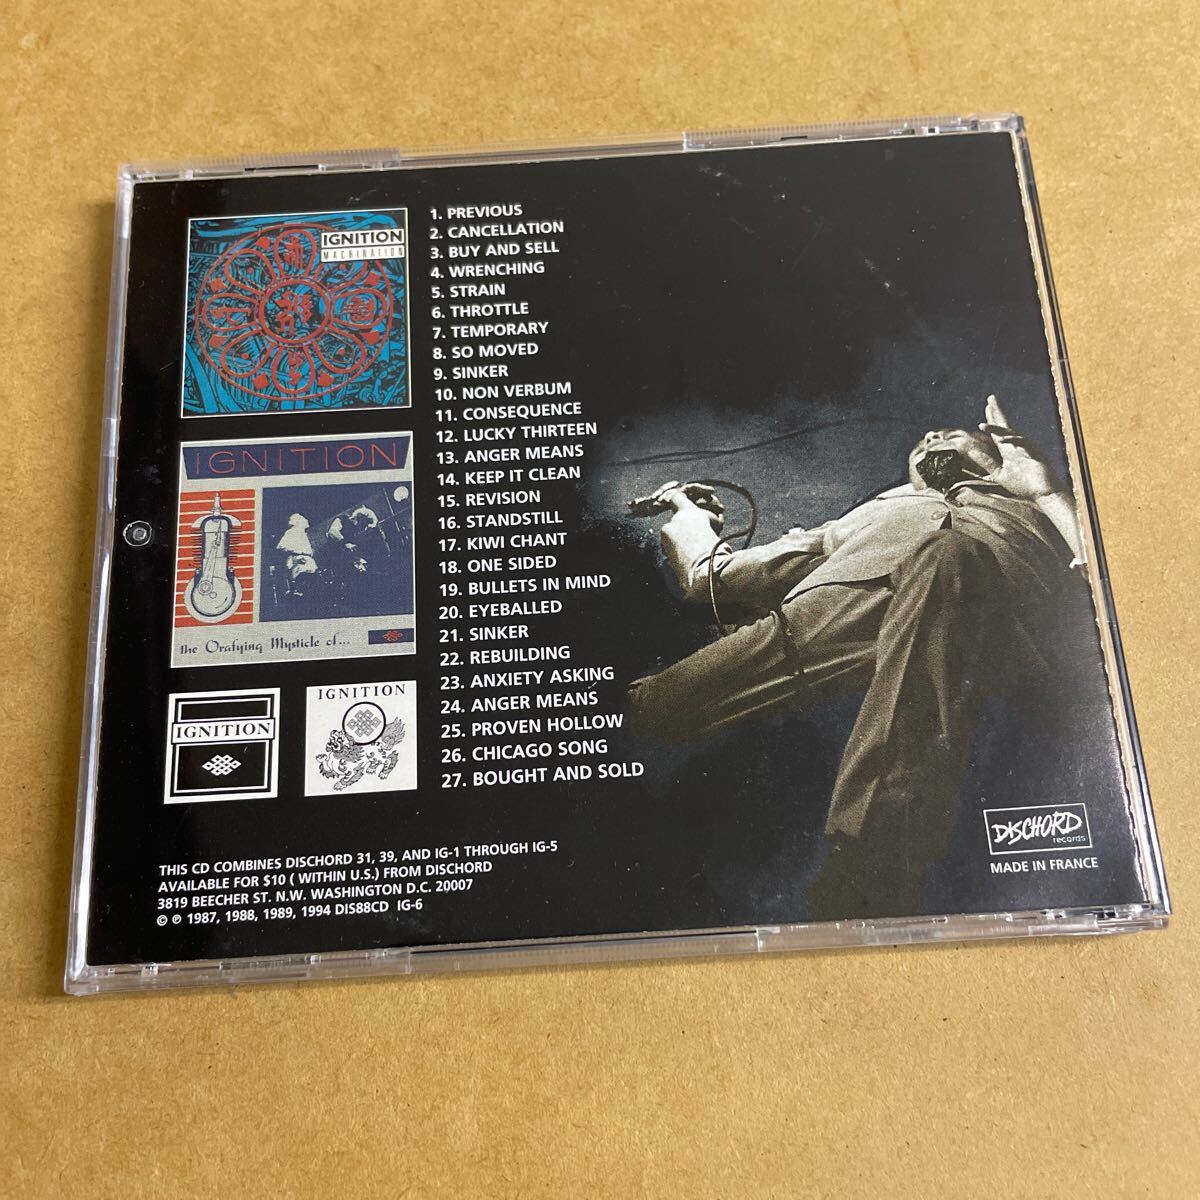 IGNITION
MACHINATION
IGNITION
the Orafying Mysticle of...
IGNITION
IGNITION
1. PREVIOUS
2. CANCELLATION
3. BUY AND SELL
4. WRENCHING
5. STRAIN
6. THROTTLE
7. TEMPORARY
8. SO MOVED
9. SINKER
10. NON VERBUM
11. CONSEQUENCE
12. LUCKY THIRTEEN
13. ANGER MEANS
14. KEEP IT CLEAN
15. REVISION
16. STANDSTILL
17. KIWI CHANT
18. ONE SIDED
19. BULLETS IN MIND
20. EYEBALLED
21. SINKER
22. REBUILDING
23. ANXIETY ASKING
24. ANGER MEANS
25. PROVEN HOLLOW
26. CHICAGO SONG
27. BOUGHT AND SOLD
THIS CD COMBINES DISCHORD 31, 39, AND IG-1 THROUGH IG-5
AVAILABLE FOR $10 ( WITHIN U.S.) FROM DISCHORD
3819 BEECHER ST. N.W. WASHINGTON D.C. 20007
© ℗ 1987, 1988, 1989, 1994 DIS88CD IG-6
DISCHORD
records
MADE IN FRANCE